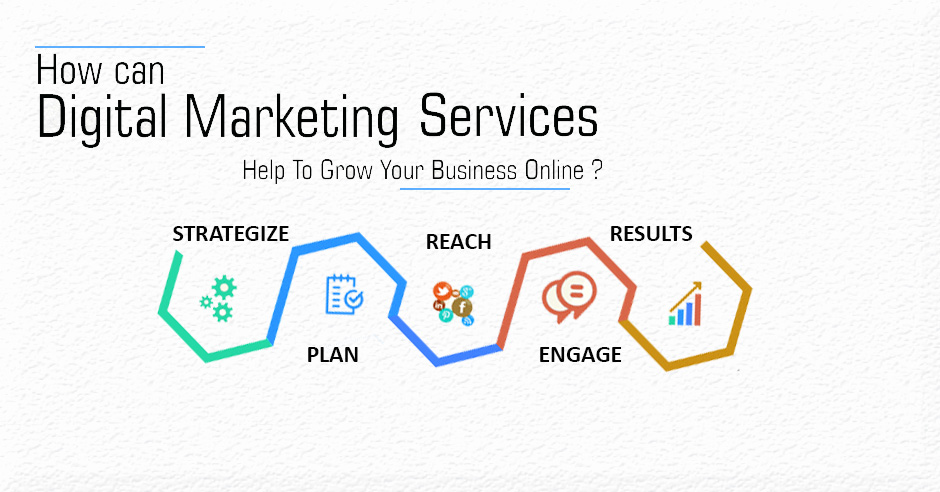 How can
Digital Marketing Services
Help To Grow Your Business Online ?
STRATEGIZE
PLAN
REACH
ENGAGE
RESULTS